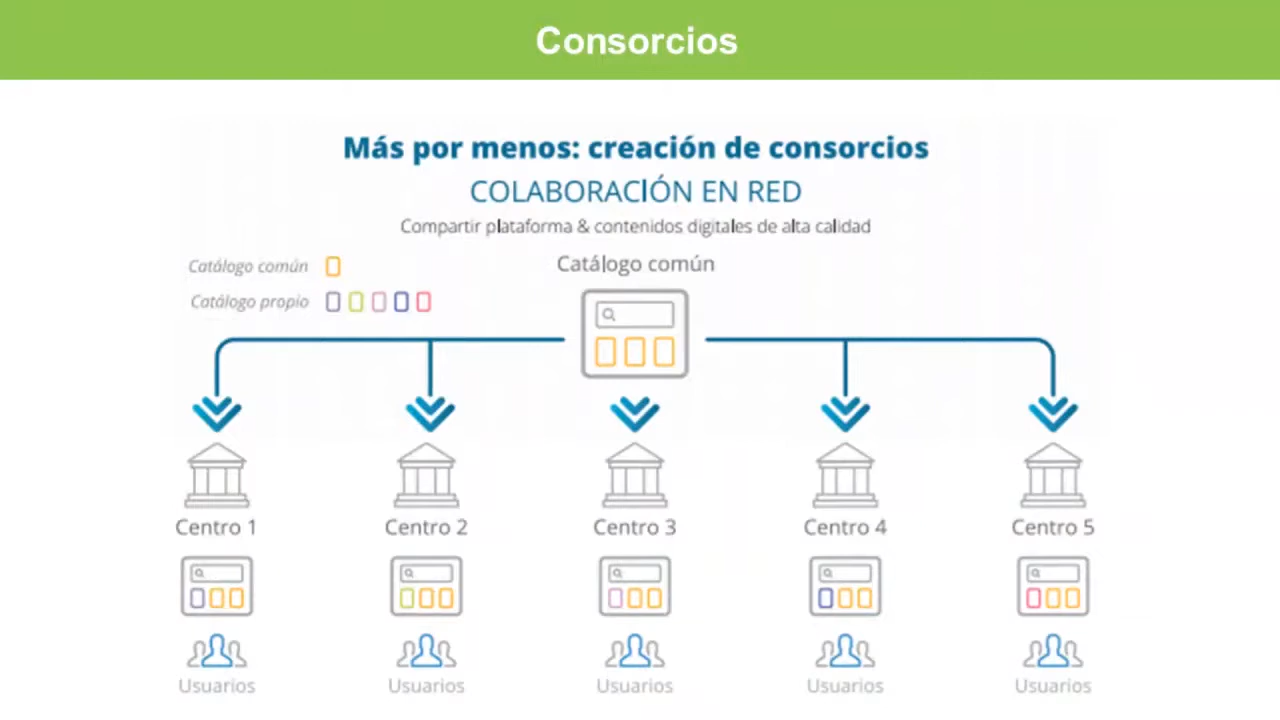 Consorcios
Más por menos: creación de consorcios
COLABORACIÓN EN RED
Compartir plataforma & contenidos digitales de alta calidad
Catálogo común
Catálogo común
Catálogo propio
Centro 1
Centro 2
Centro 3
Centro 4
Centro 5
Usuarios
Usuarios
Usuarios
Usuarios
Usuarios